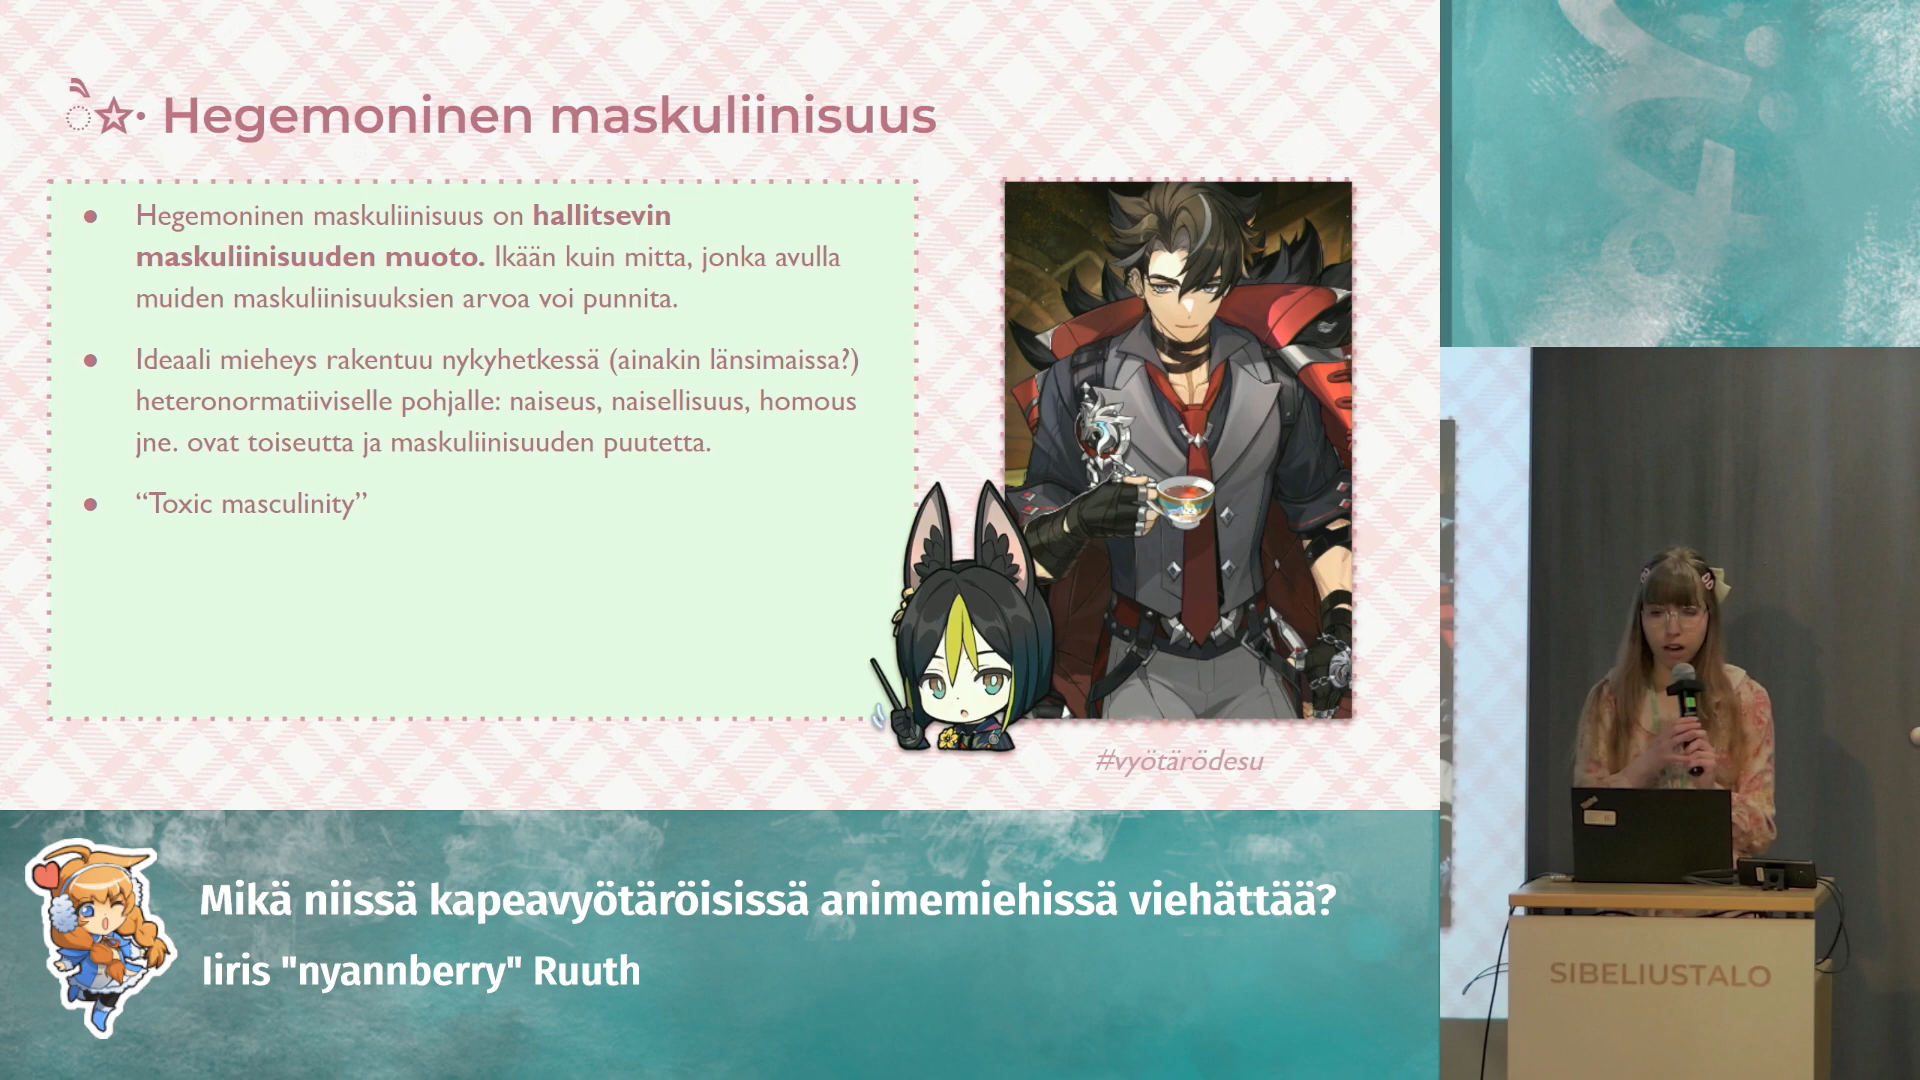 Hegemoninen maskuliinisuus
● Hegemoninen maskuliinisuus on hallitsevin
maskuliinisuuden muoto. Ikään kuin mitta, jonka avulla
muiden maskuliinisuuksien arvoa voi punnita.
● Ideaali mieheys rakentuu nykyhetkessä (ainakin länsimaissa?)
heteronormatiiviselle pohjalle: naiseus, naisellisuus, homous
jne. ovat toiseutta ja maskuliinisuuden puutetta.
● “Toxic masculinity”
#vyötärödesu
Mikä niissä kapeavyötäröisissä animemiehissä viehättää?
Iiris "nyannberry" Ruuth
SIBELIUSTALO